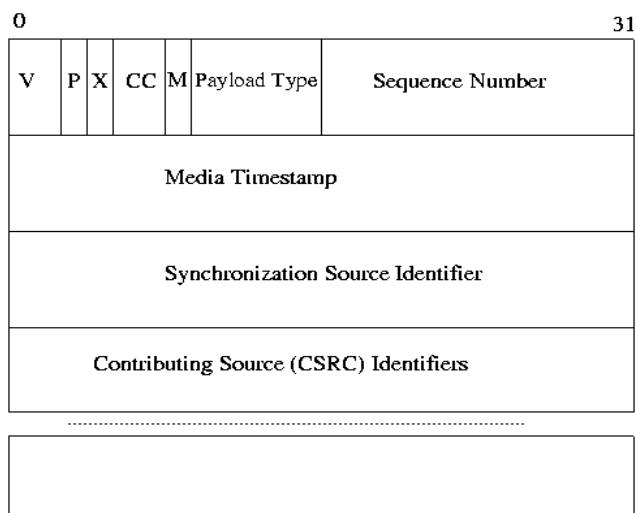 0 31
V P X CC M Payload Type Sequence Number
Media Timestamp
Synchronization Source Identifier
Contributing Source (CSRC) Identifiers